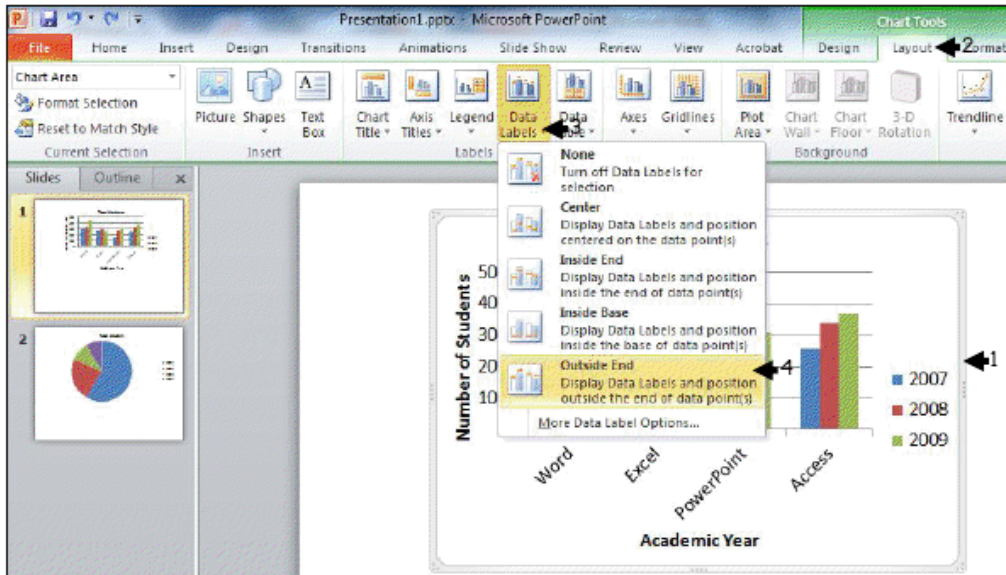 Presentation1.pptx - Microsoft PowerPoint
Chart Tools
File Home Insert Design Transitions Animations Slide Show Review View Acrobat Design Layout 2 Format
Chart Area
Format Selection
Reset to Match Style
Current Selection
Picture Shapes Text Box
Insert
Chart Title Axis Titles Legend Data Labels 3 Data
Labels
Axes Gridlines
Plot Area Chart Wall Chart Floor 3-D Rotation
Background
Trendline
Slides Outline x
1
2
None
Turn off Data Labels for
selection
Center
Display Data Labels and position
centered on the data point(s)
Inside End
Display Data Labels and position
inside the end of data point(s)
Inside Base
Display Data Labels and position
inside the base of data point(s)
Outside End
Display Data Labels and position
outside the end of data point(s)
4
More Data Label Options...
Number of Students
50
40
30
20
10
1
2007
2008
2009
Word Excel PowerPoint Access
Academic Year